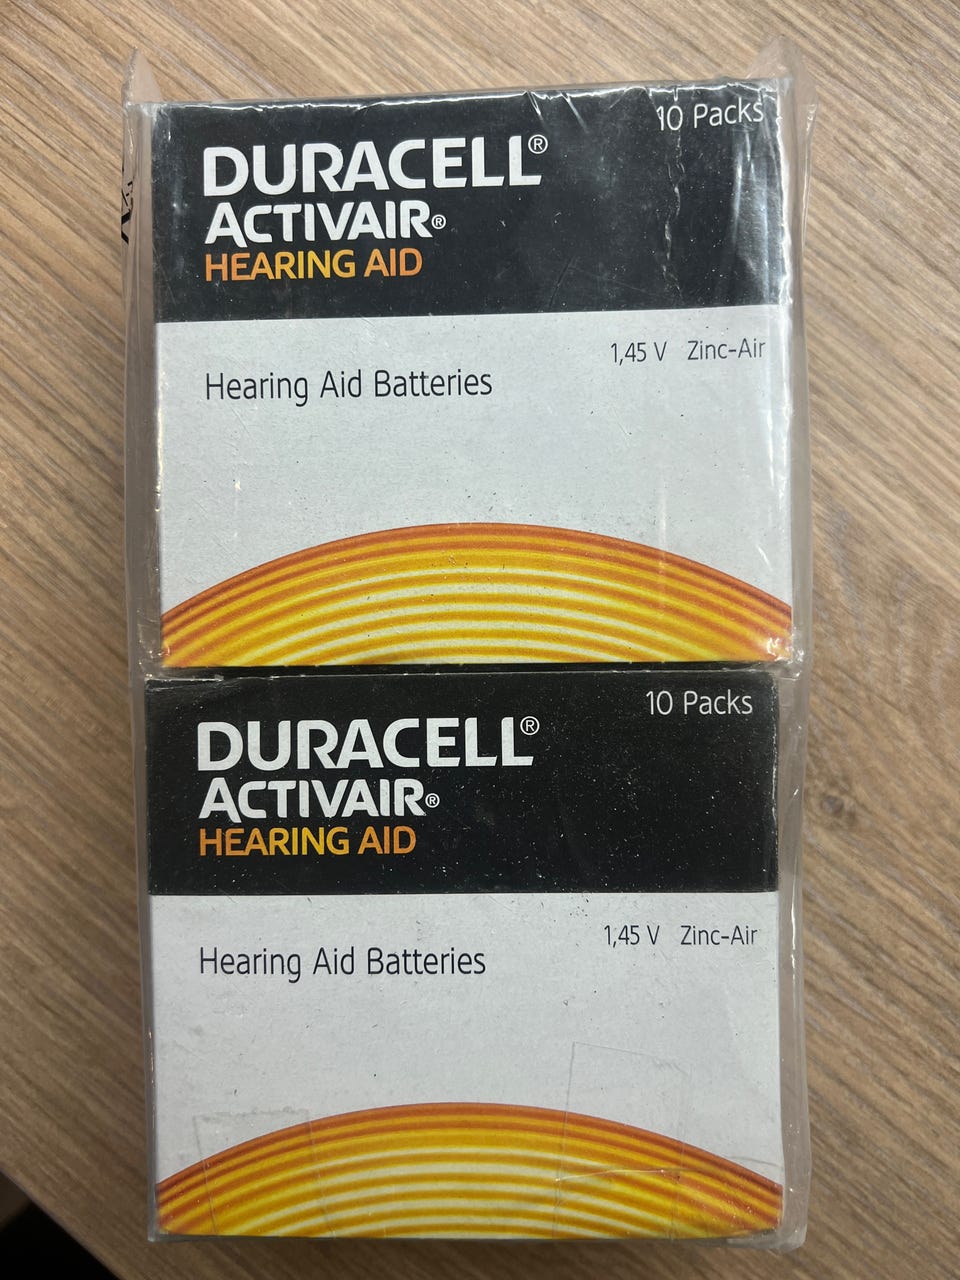 10 Packs
DURACELL®
ACTIVAIR®
HEARING AID
1,45 V Zinc-Air
Hearing Aid Batteries
10 Packs
DURACELL®
ACTIVAIR®
HEARING AID
1,45 V Zinc-Air
Hearing Aid Batteries